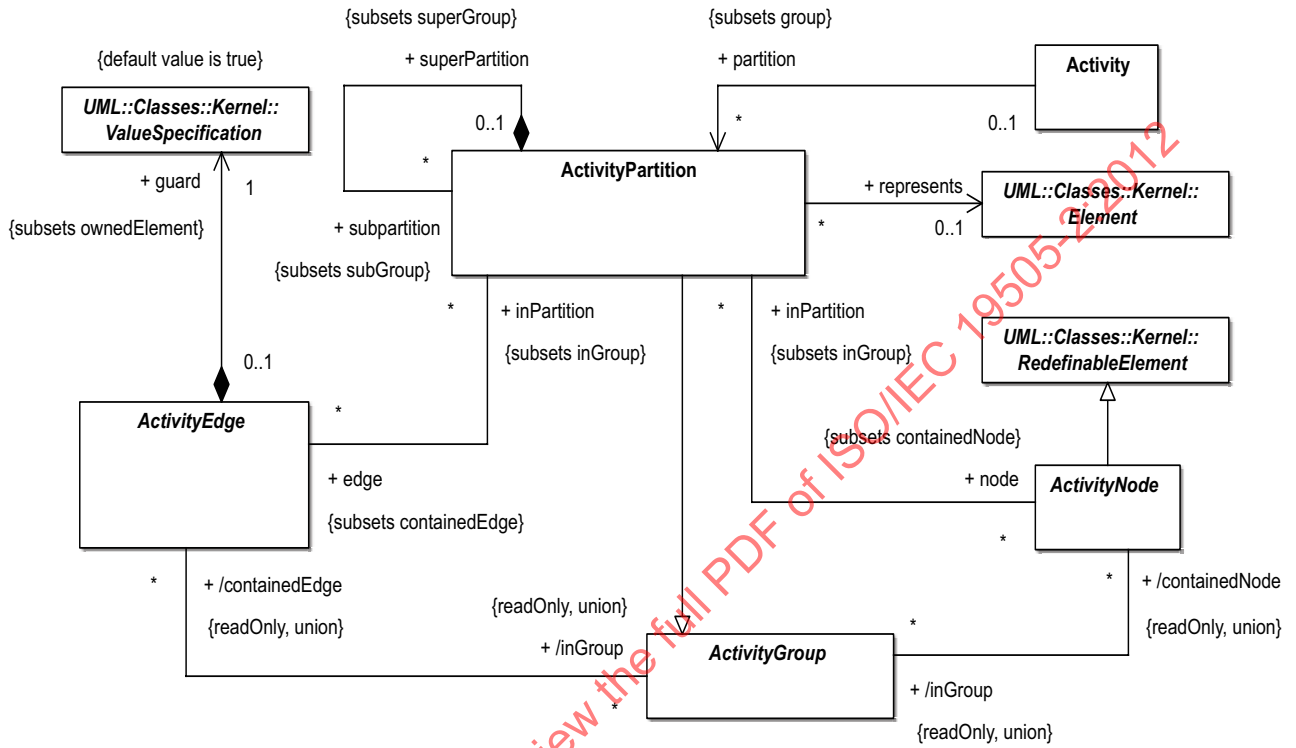 {subsets superGroup}
{subsets group}
{default value is true}
+ superPartition
+ partition
Activity
UML::Classes::Kernel::
ValueSpecification
0..1
*
0..1
*
ActivityPartition
+ guard
1
+ represents
UML::Classes::Kernel::
Element
{subsets ownedElement}
+ subpartition
*
0..1
{subsets subGroup}
*
+ inPartition
*
+ inPartition
{subsets inGroup}
{subsets inGroup}
UML::Classes::Kernel::
RedefinableElement
0..1
ActivityEdge
*
{subsets containedNode}
+ edge
+ node
ActivityNode
{subsets containedEdge}
*
*
+ /containedEdge
*
+ /containedNode
{readOnly, union}
{readOnly, union}
{readOnly, union}
+ /inGroup
ActivityGroup
*
*
+ /inGroup
{readOnly, union}
iew the full PDF of ISO/IEC 19505-2:2012